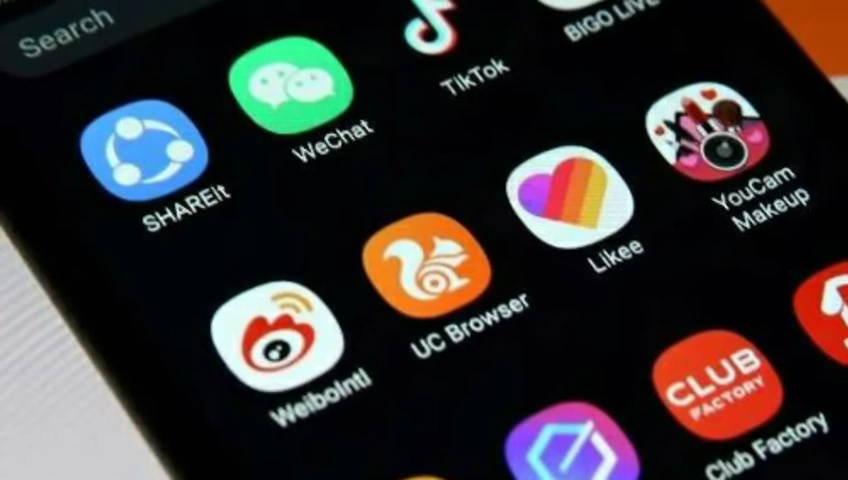 Search
SHAREit
WeChat
TikTok
BIGO LIVE
WeiboIntl
UC Browser
Likee
YouCam
Makeup
CLUB
FACTORY
Club Factory